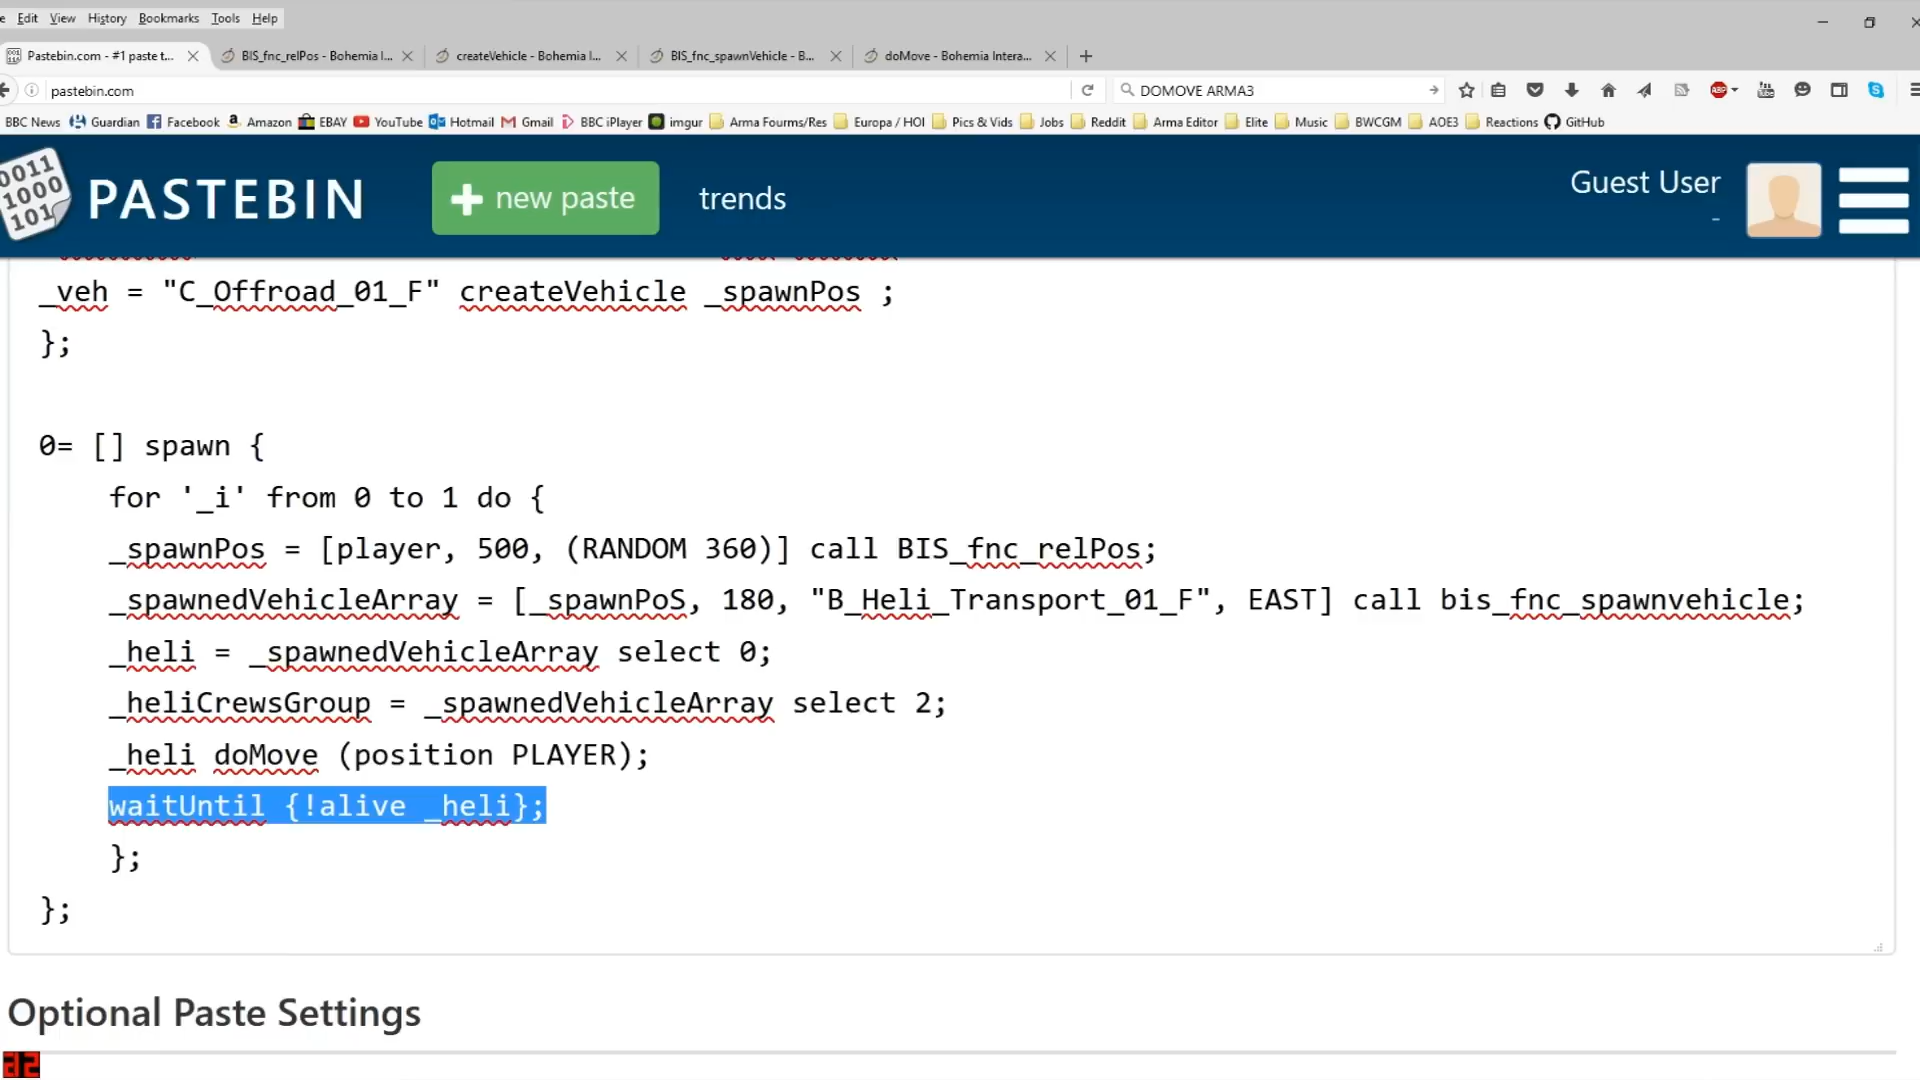 Edit View History Bookmarks Tools Help
Pastebin.com - #1 paste t... BIS_fnc_relPos - Bohemia I... createVehicle - Bohemia I... BIS_fnc_spawnVehicle - B... doMove - Bohemia Intera...
pastebin.com DOMOVE ARMA3
BBC News Guardian Facebook Amazon EBAY YouTube Hotmail Gmail BBC iPlayer imgur Arma Fourms/Res Europa / HOI Pics & Vids Jobs Reddit Arma Editor Elite Music BWCGM AOE3 Reactions GitHub
0011
1000
101
PASTEBIN new paste trends Guest User
-
_veh = "C_Offroad_01_F" createVehicle _spawnPos ;
};
0= [] spawn {
for '_i' from 0 to 1 do {
_spawnPos = [player, 500, (RANDOM 360)] call BIS_fnc_relPos;
_spawnedVehicleArray = [_spawnPoS, 180, "B_Heli_Transport_01_F", EAST] call bis_fnc_spawnvehicle;
_heli = _spawnedVehicleArray select 0;
_heliCrewsGroup = _spawnedVehicleArray select 2;
_heli doMove (position PLAYER);
waitUntil {!alive _heli};
};
};
Optional Paste Settings